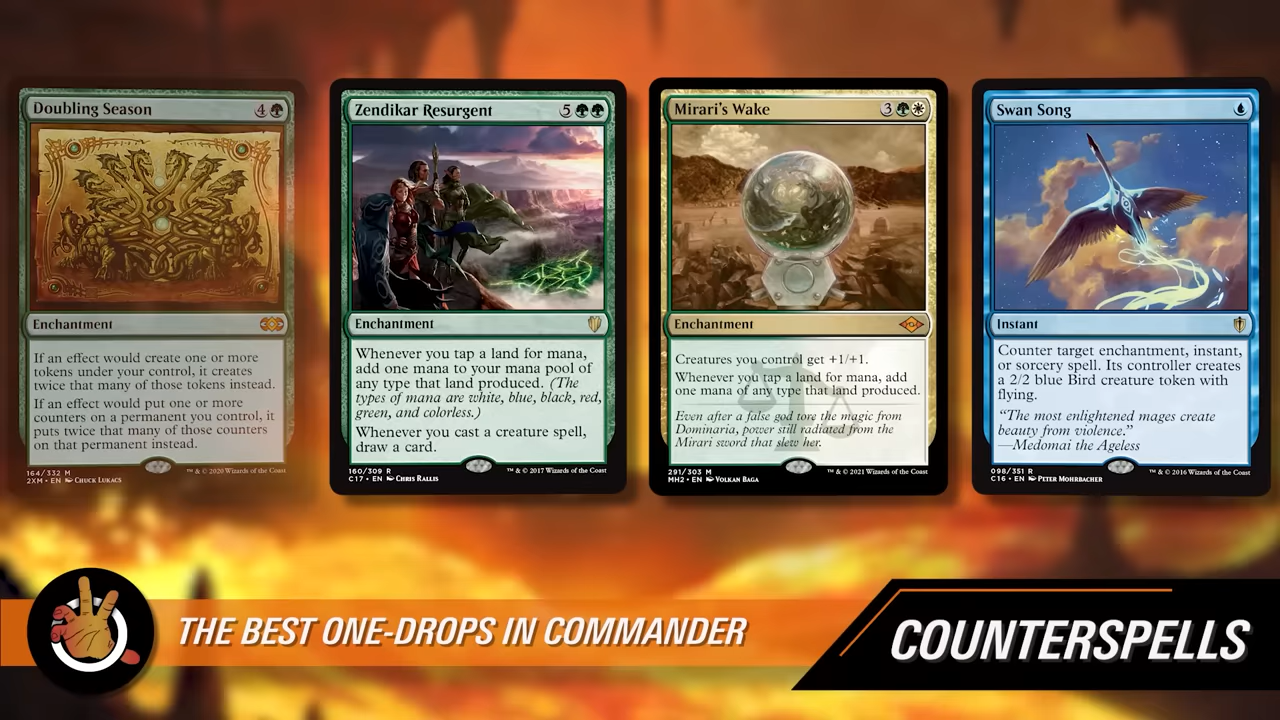 Doubling Season 4
Enchantment
If an effect would create one or more
tokens under your control, it creates
twice that many of those tokens instead.
If an effect would put one or more
counters on a permanent you control, it
puts twice that many of those counters
on that permanent instead.
164/332 M
2XM • EN Chuck Lukacs
™ & © 2020 Wizards of the Coast
Zendikar Resurgent 5
Enchantment
Whenever you tap a land for mana,
add one mana to your mana pool of
any type that land produced. (The
types of mana are white, blue, black, red,
green, and colorless.)
Whenever you cast a creature spell,
draw a card.
160/309 R
C17 • EN Chris Rallis
™ & © 2017 Wizards of the Coast
Mirari's Wake 3
Enchantment
Creatures you control get +1/+1.
Whenever you tap a land for mana, add
one mana of any type that land produced.
Even after a false god tore the magic from
Dominaria, power still radiated from the
Mirari sword that slew her.
291/303 M
MH2 • EN Volkan Baga
™ & © 2021 Wizards of the Coast
Swan Song
Instant
Counter target enchantment, instant,
or sorcery spell. Its controller creates
a 2/2 blue Bird creature token with
flying.
“The most enlightened mages create
beauty from violence.”
—Medomai the Ageless
098/351 R
C16 • EN Peter Mohrbacher
™ & © 2016 Wizards of the Coast
THE BEST ONE-DROPS IN COMMANDER
COUNTERSPELLS